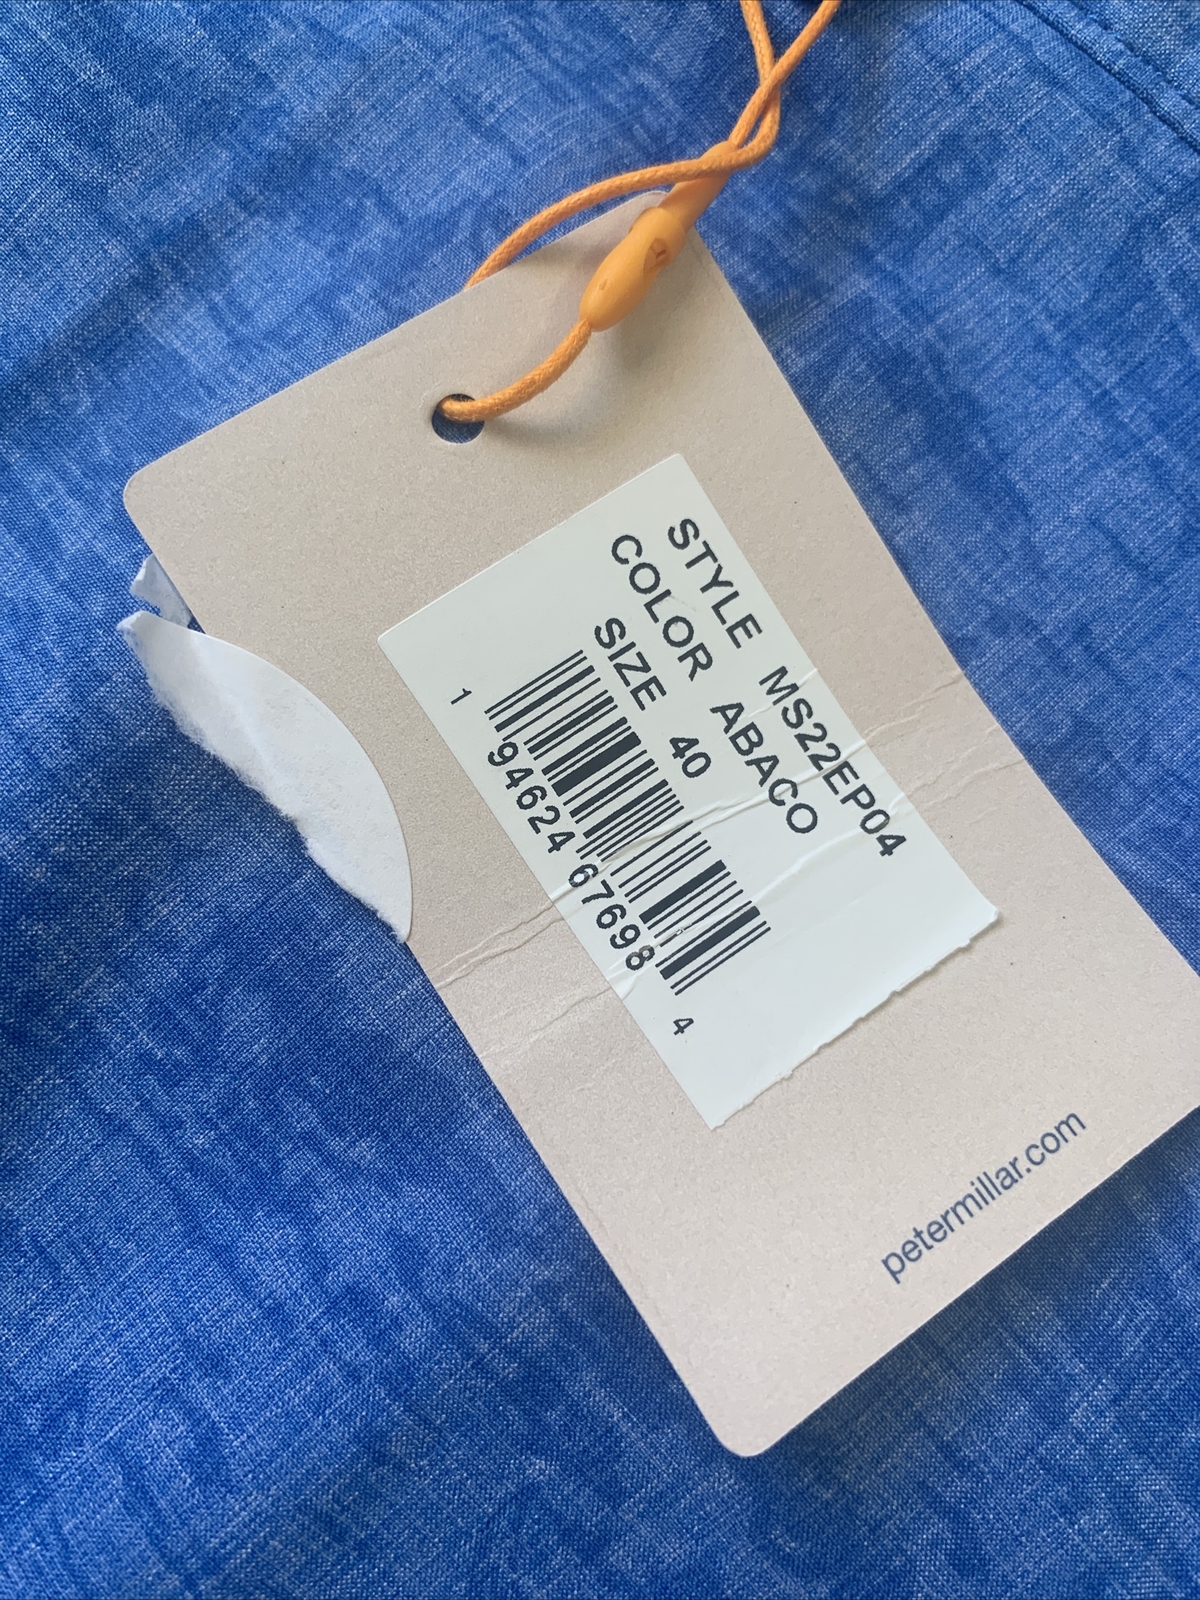 STYLE MS22EP04
COLOR ABACO
SIZE 40
1 94624 67698 4
petermillar.com